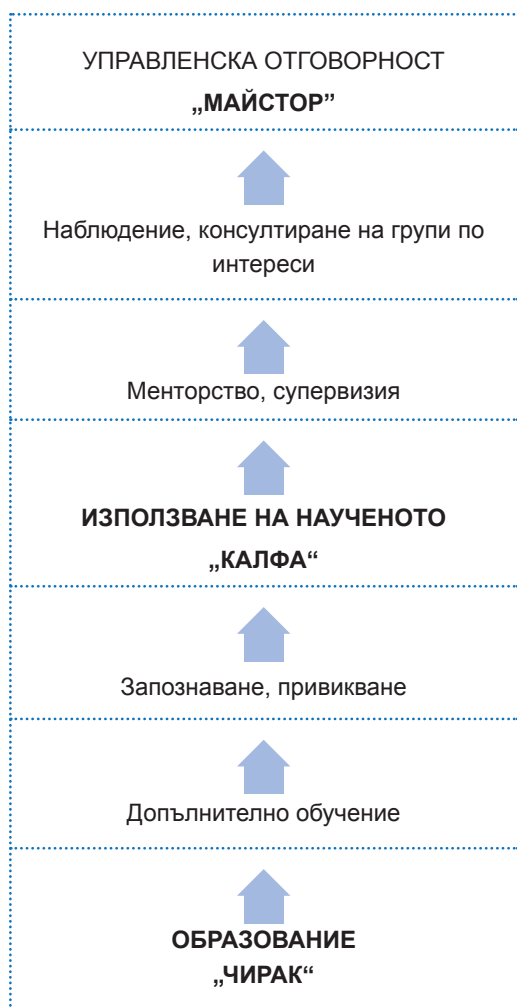 УПРАВЛЕНСКА ОТГОВОРНОСТ
„МАЙСТОР”
Наблюдение, консултиране на групи по
интереси
Менторство, супервизия
ИЗПОЛЗВАНЕ НА НАУЧЕНОТО
„КАЛФА“
Запознаване, привикване
Допълнително обучение
ОБРАЗОВАНИЕ
„ЧИРАК“